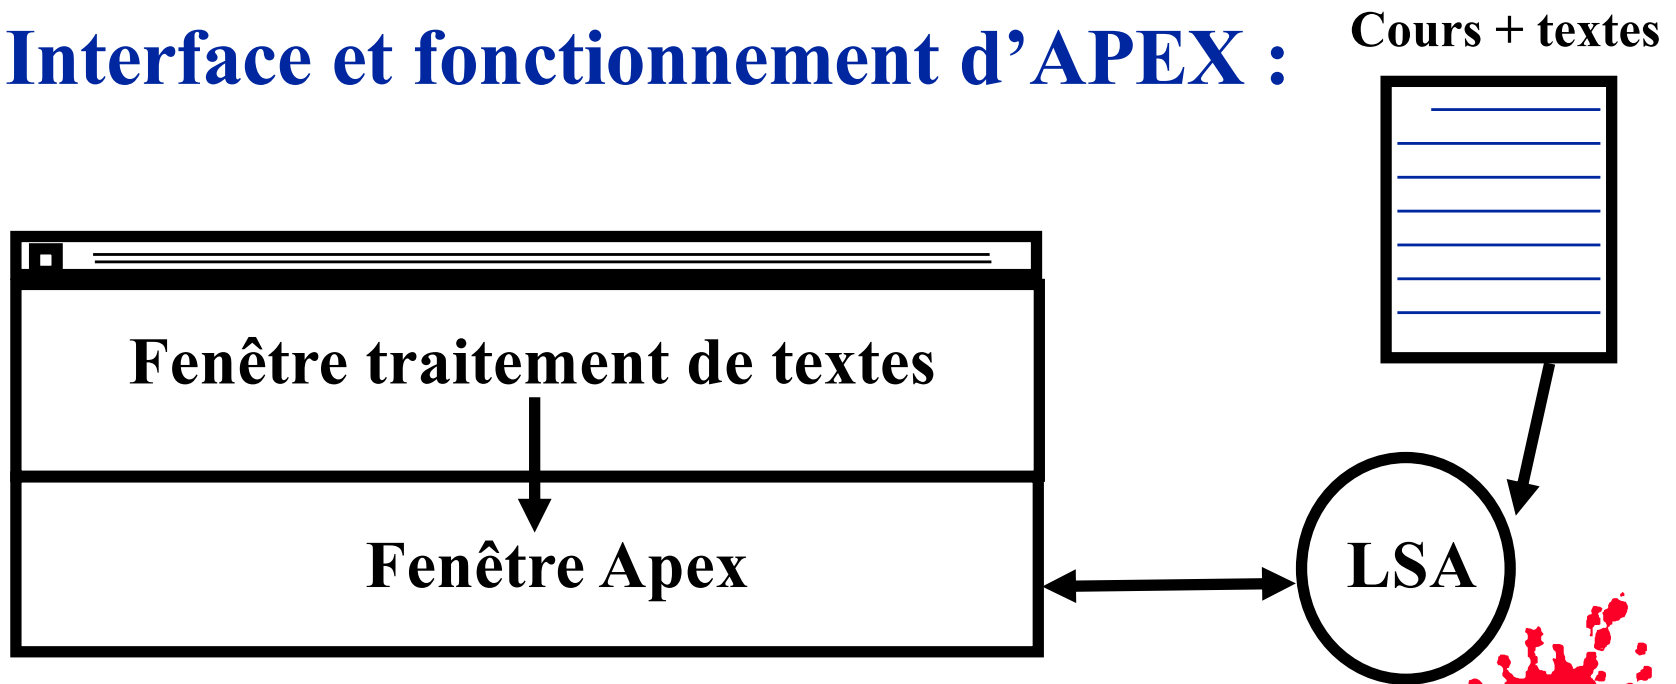 Interface et fonctionnement d’APEX :
Cours + textes
Fenêtre traitement de textes
Fenêtre Apex
LSA